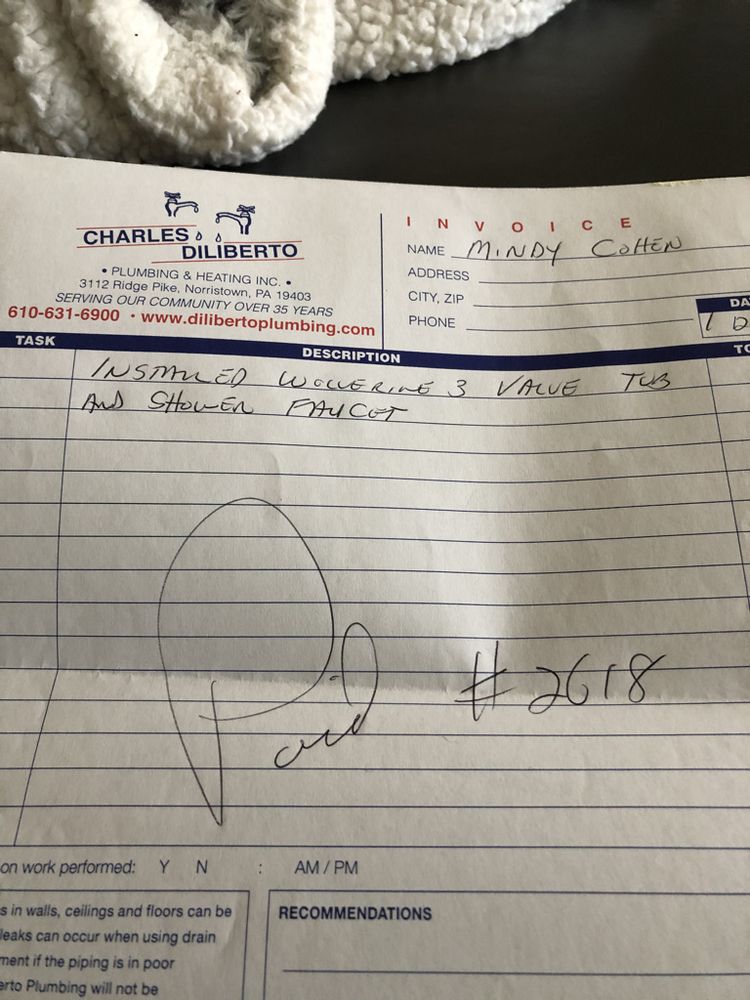 CHARLES
DILIBERTO
• PLUMBING & HEATING INC. •
3112 Ridge Pike, Norristown, PA 19403
SERVING OUR COMMUNITY OVER 35 YEARS
610-631-6900 • www.dilibertoplumbing.com
INVOICE
NAME MINDY COHEN
ADDRESS
CITY, ZIP
PHONE
DA
TASK
DESCRIPTION
TO
INSTALLED WOLVERINE 3 VALVE TUB
AND SHOWER FAUCET
Paid #2618
on work performed: Y N : AM / PM
s in walls, ceilings and floors can be
leaks can occur when using drain
ment if the piping is in poor
erto Plumbing will not be
RECOMMENDATIONS